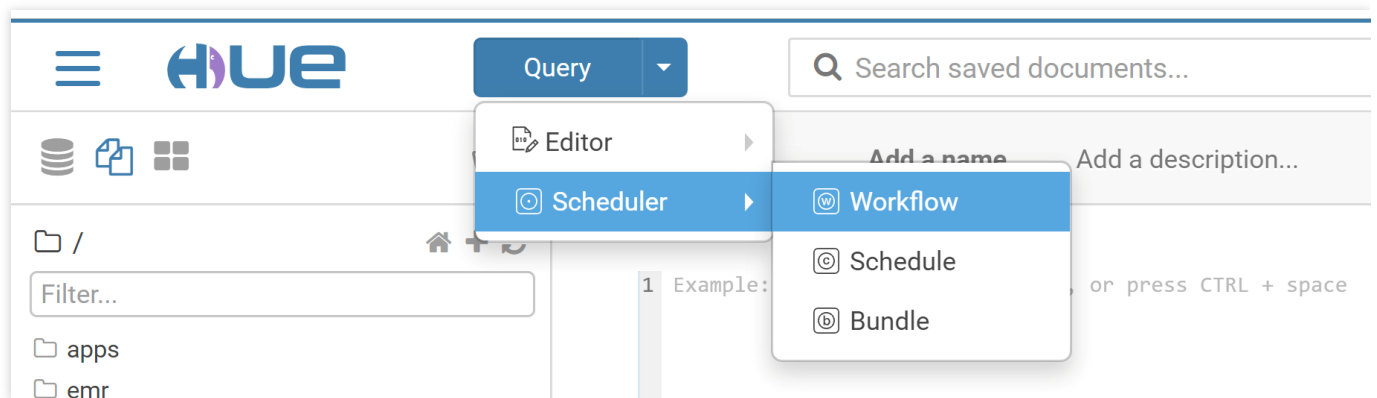 HUE
Query
Search saved documents...
Editor
Add a name
Add a description...
Scheduler
Workflow
/
Schedule
Filter...
1
Example:
, or press CTRL + space
Bundle
apps
emr